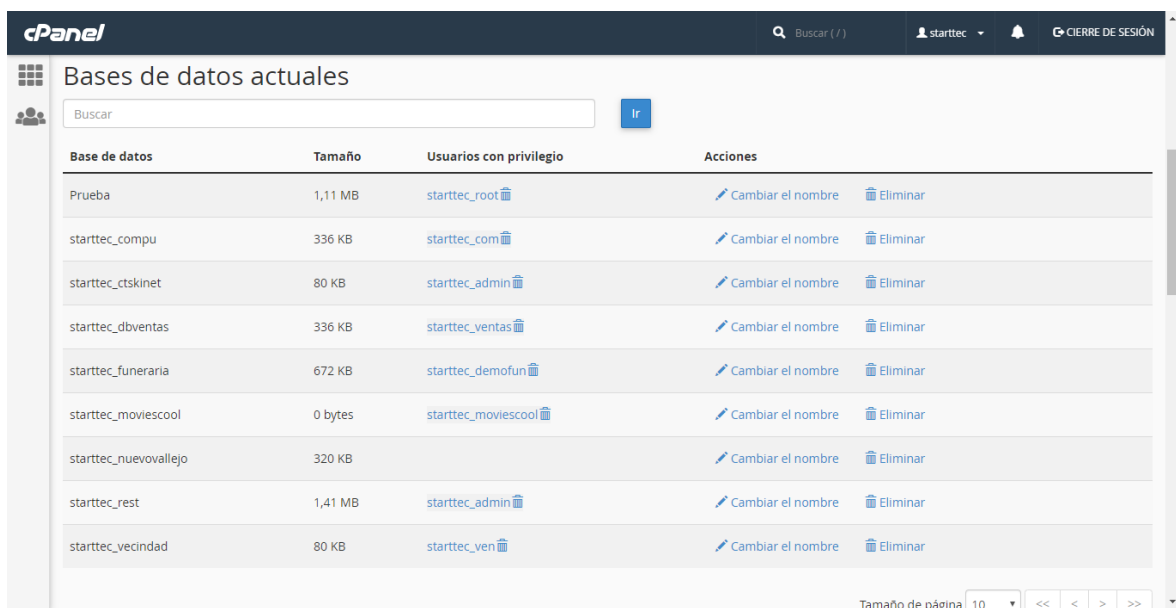 cPanel Buscar ( / ) starttec CIERRE DE SESIÓN
Bases de datos actuales
Buscar Ir
Base de datos Tamaño Usuarios con privilegio Acciones
Prueba 1,11 MB starttec_root Cambiar el nombre Eliminar
starttec_compu 336 KB starttec_com Cambiar el nombre Eliminar
starttec_ctskinet 80 KB starttec_admin Cambiar el nombre Eliminar
starttec_dbventas 336 KB starttec_ventas Cambiar el nombre Eliminar
starttec_funeraria 672 KB starttec_demofun Cambiar el nombre Eliminar
starttec_moviescool 0 bytes starttec_moviescool Cambiar el nombre Eliminar
starttec_nuevovallejo 320 KB Cambiar el nombre Eliminar
starttec_rest 1,41 MB starttec_admin Cambiar el nombre Eliminar
starttec_vecindad 80 KB starttec_ven Cambiar el nombre Eliminar
Tamaño de página 10 << < > >>